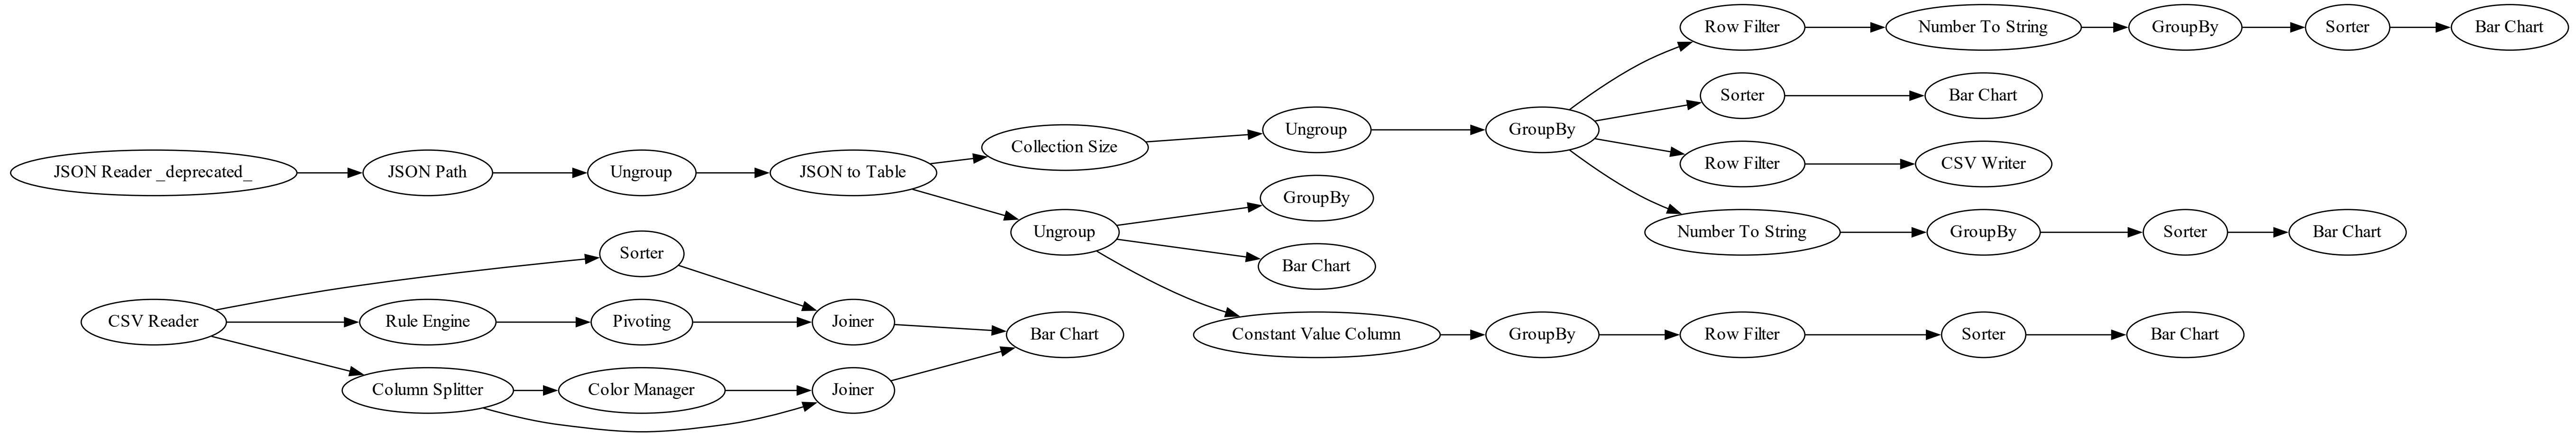 Row Filter
Number To String
GroupBy
Sorter
Bar Chart
Sorter
Bar Chart
GroupBy
Collection Size
Ungroup
JSON Reader _deprecated_
JSON Path
Ungroup
JSON to Table
Row Filter
CSV Writer
GroupBy
Ungroup
Number To String
GroupBy
Sorter
Bar Chart
Bar Chart
Sorter
CSV Reader
Rule Engine
Pivoting
Joiner
Bar Chart
Constant Value Column
GroupBy
Row Filter
Sorter
Bar Chart
Column Splitter
Color Manager
Joiner